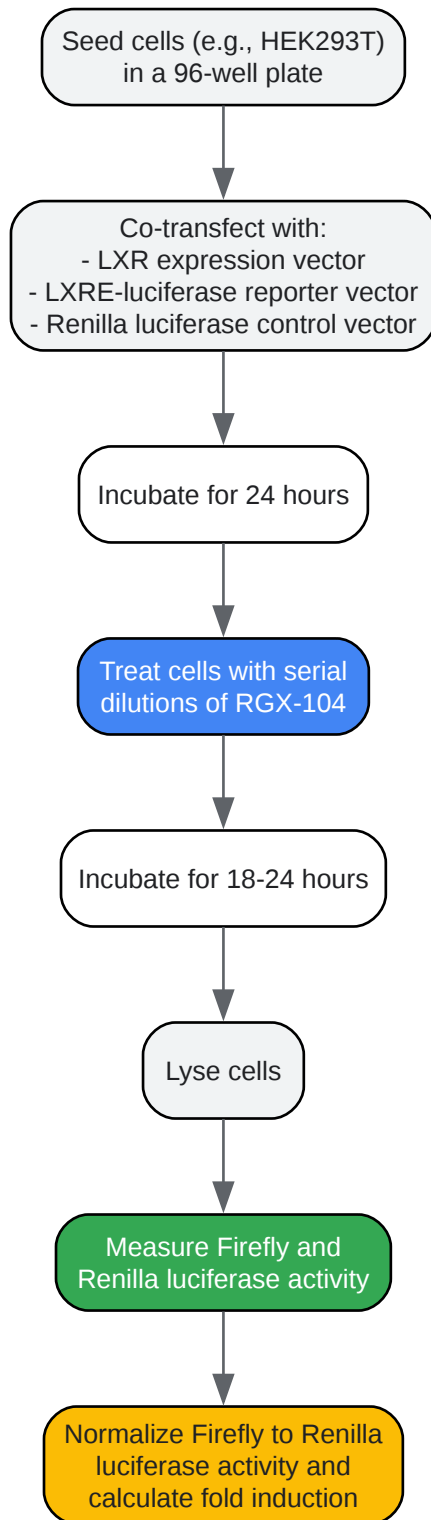 Seed cells (e.g., HEK293T)
in a 96-well plate
Co-transfect with:
- LXR expression vector
- LXRE-luciferase reporter vector
- Renilla luciferase control vector
Incubate for 24 hours
Treat cells with serial
dilutions of RGX-104
Incubate for 18-24 hours
Lyse cells
Measure Firefly and
Renilla luciferase activity
Normalize Firefly to Renilla
luciferase activity and
calculate fold induction